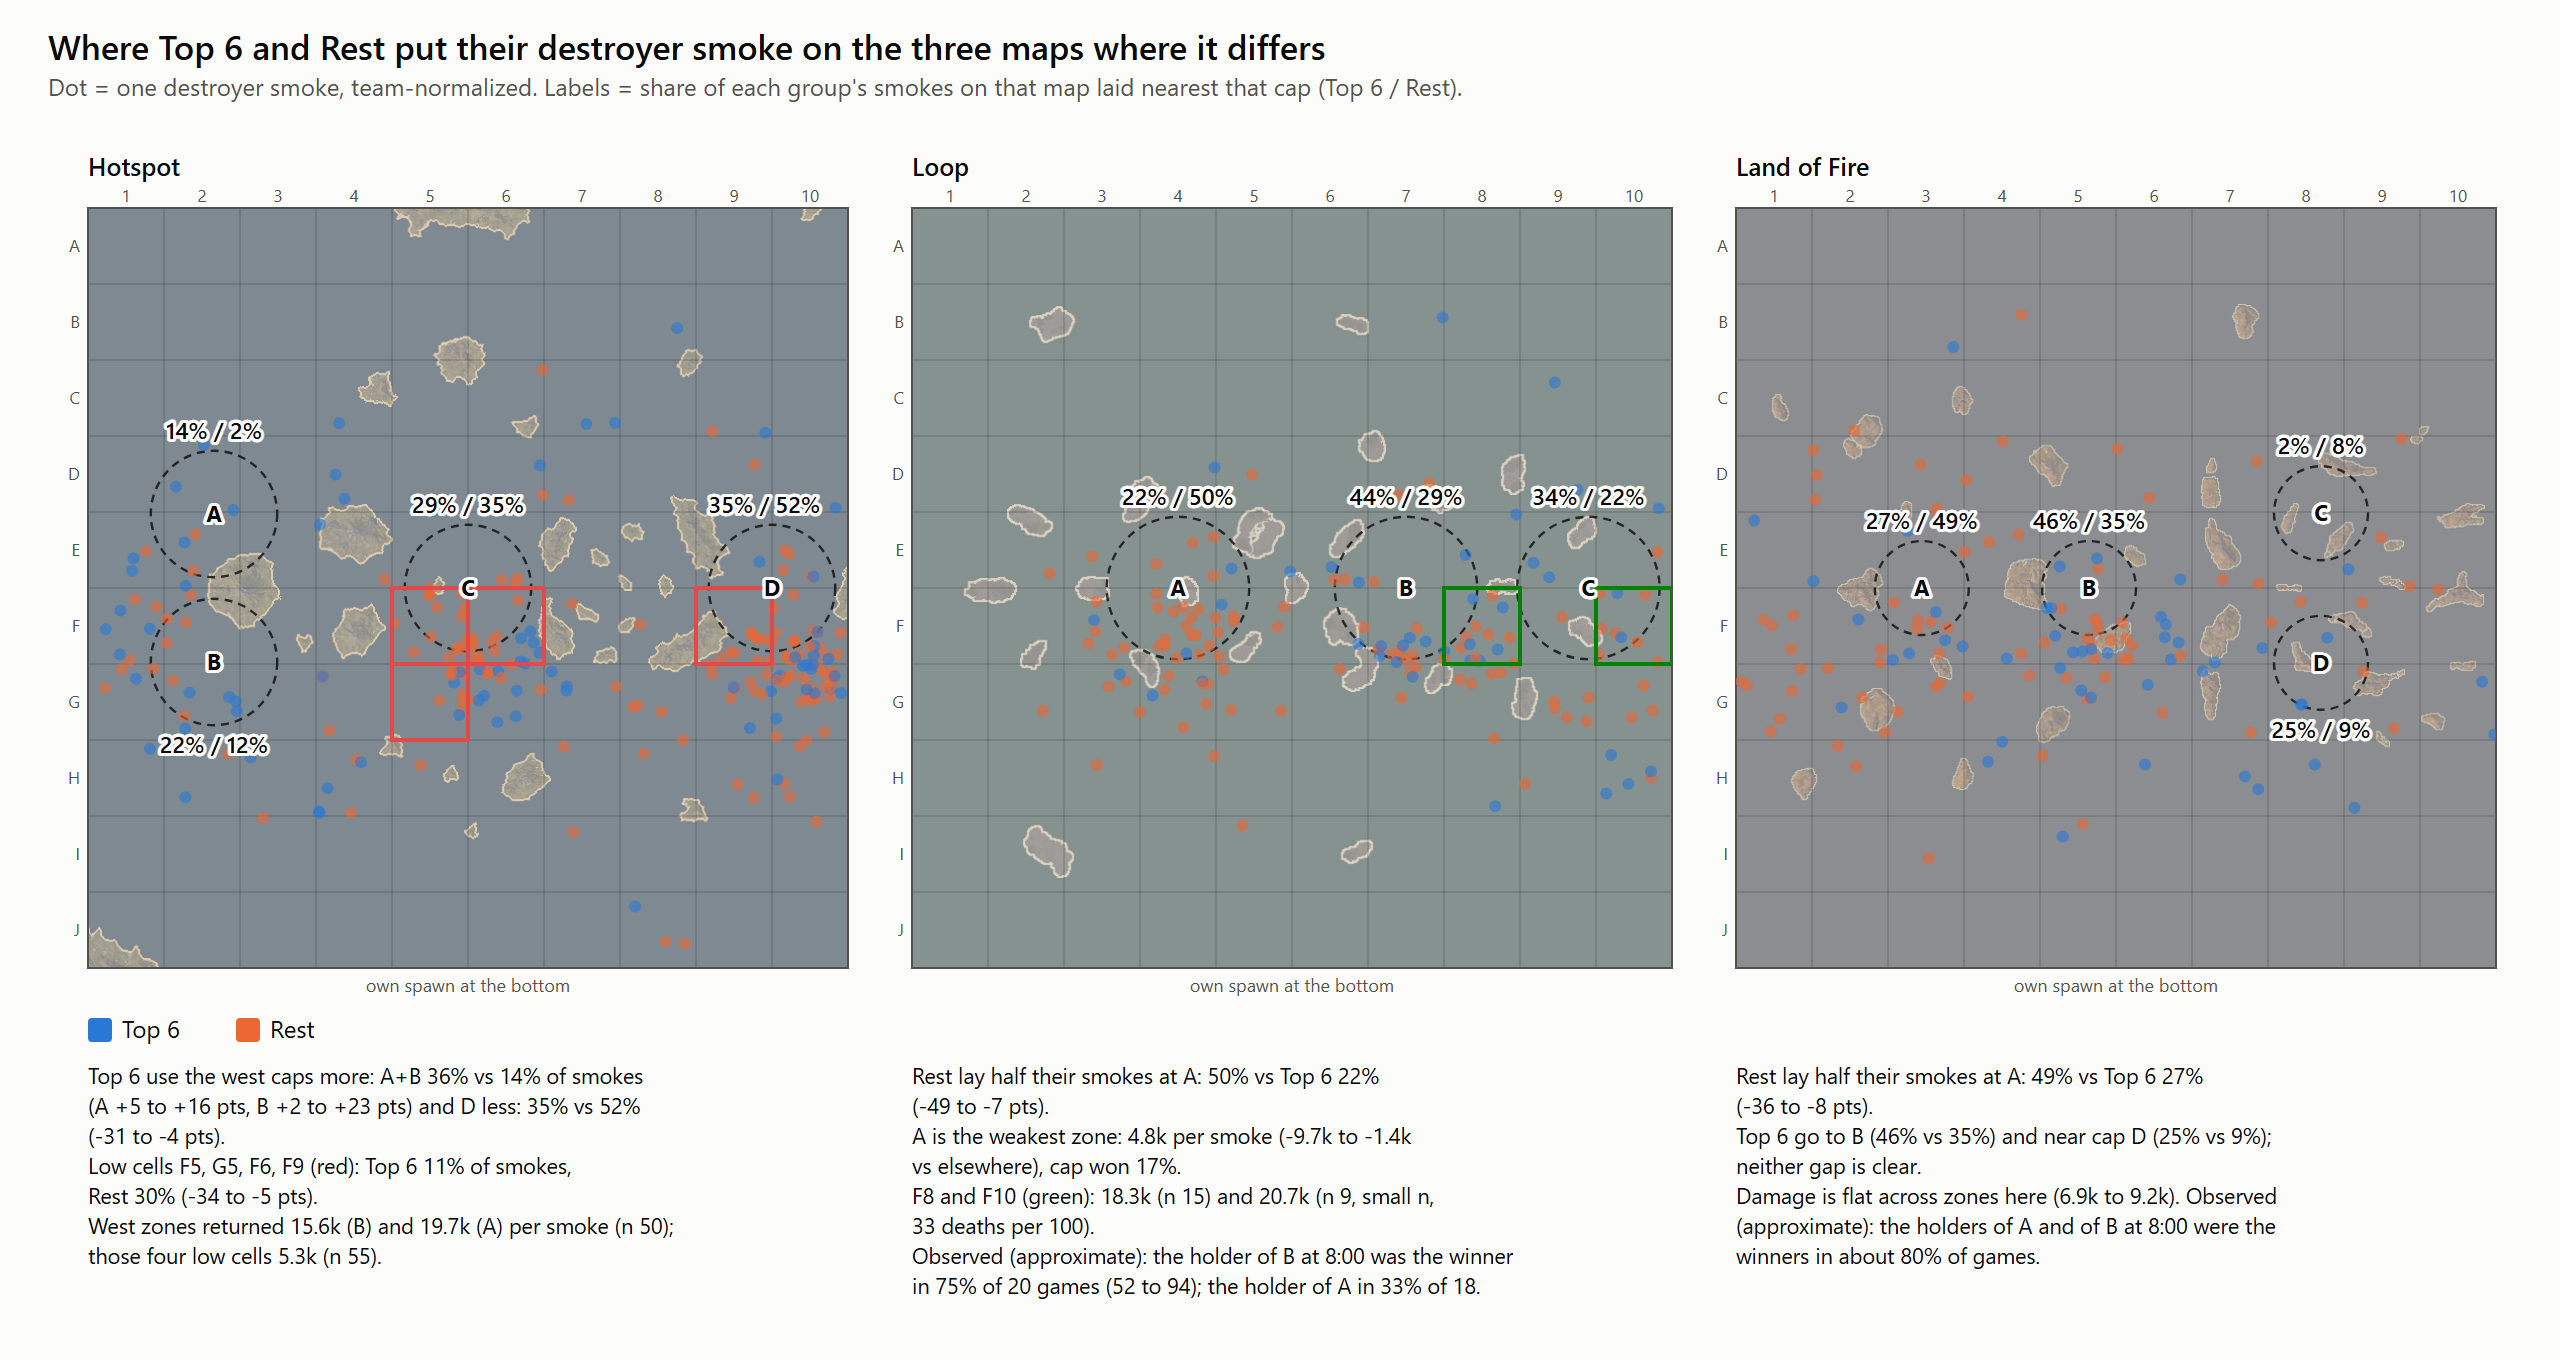 Where Top 6 and Rest put their destroyer smoke on the three maps where it differs
Dot = one destroyer smoke, team-normalized. Labels = share of each group's smokes on that map laid nearest that cap (Top 6 / Rest).
Hotspot
1 2 3 4 5 6 7 8 9 10
A
B
C
14% / 2%
D
29% / 35%
35% / 52%
A
E
C
D
F
B
G
22% / 12%
H
I
J
own spawn at the bottom
Loop
1 2 3 4 5 6 7 8 9 10
A
B
C
D
22% / 50%
44% / 29%
34% / 22%
E
A
B
C
F
G
H
I
J
own spawn at the bottom
Land of Fire
1 2 3 4 5 6 7 8 9 10
A
B
C
2% / 8%
D
C
27% / 49%
46% / 35%
E
A
B
F
D
G
25% / 9%
H
I
J
own spawn at the bottom
Top 6
Rest
Top 6 use the west caps more: A+B 36% vs 14% of smokes
(A +5 to +16 pts, B +2 to +23 pts) and D less: 35% vs 52%
(-31 to -4 pts).
Low cells F5, G5, F6, F9 (red): Top 6 11% of smokes,
Rest 30% (-34 to -5 pts).
West zones returned 15.6k (B) and 19.7k (A) per smoke (n 50);
those four low cells 5.3k (n 55).
Rest lay half their smokes at A: 50% vs Top 6 22%
(-49 to -7 pts).
A is the weakest zone: 4.8k per smoke (-9.7k to -1.4k
vs elsewhere), cap won 17%.
F8 and F10 (green): 18.3k (n 15) and 20.7k (n 9, small n,
33 deaths per 100).
Observed (approximate): the holder of B at 8:00 was the winner
in 75% of 20 games (52 to 94); the holder of A in 33% of 18.
Rest lay half their smokes at A: 49% vs Top 6 27%
(-36 to -8 pts).
Top 6 go to B (46% vs 35%) and near cap D (25% vs 9%);
neither gap is clear.
Damage is flat across zones here (6.9k to 9.2k). Observed
(approximate): the holders of A and of B at 8:00 were the
winners in about 80% of games.